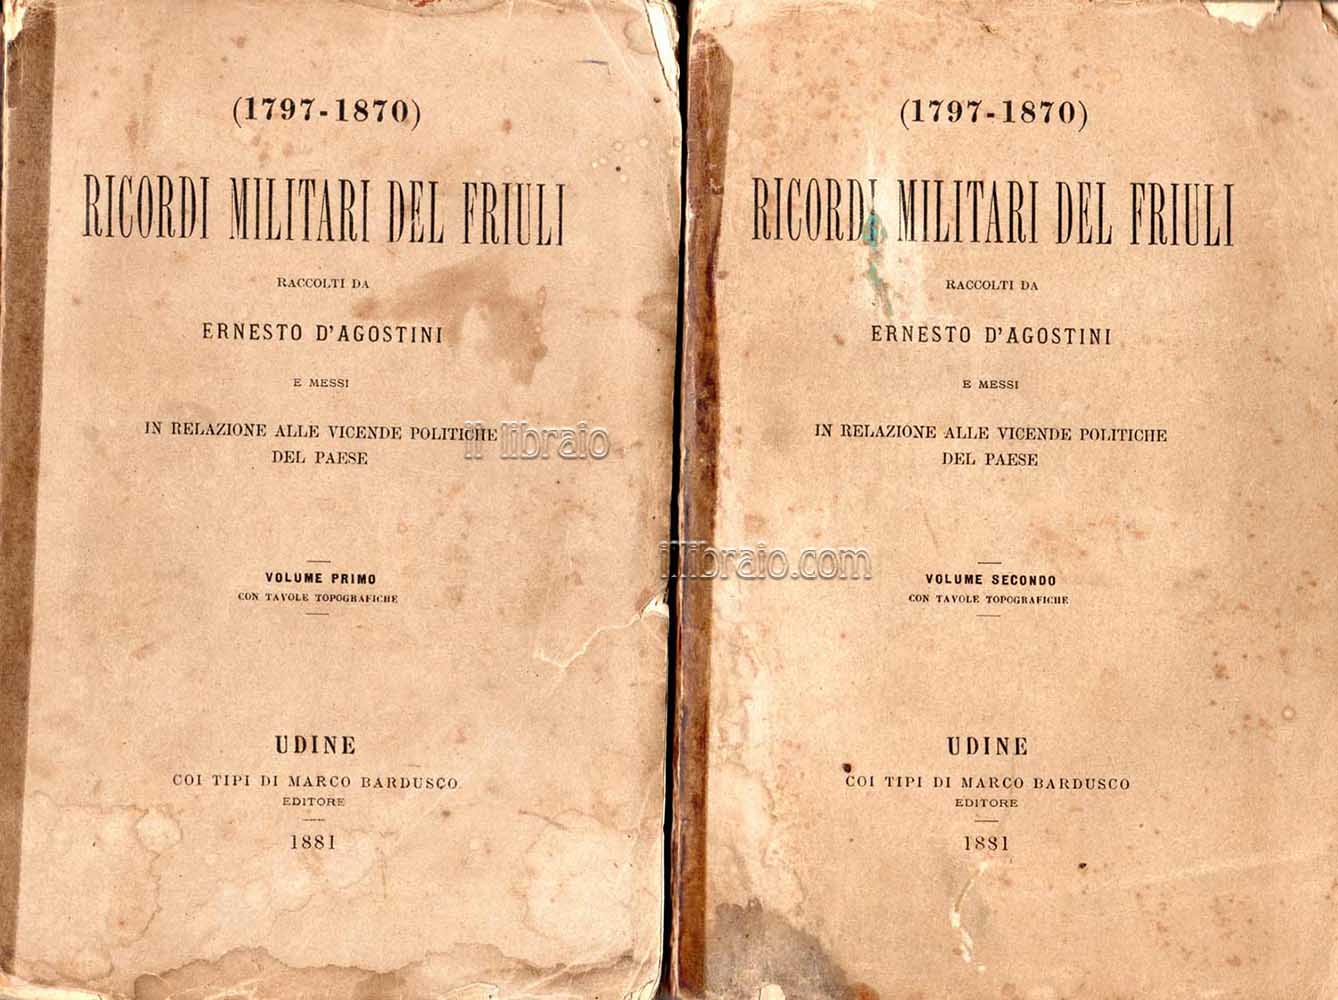 (1797-1870)
RICORDI MILITARI DEL FRIULI
RACCOLTI DA
ERNESTO D'AGOSTINI
E MESSI
IN RELAZIONE ALLE VICENDE POLITICHE
DEL PAESE
il libraio
VOLUME PRIMO
CON TAVOLE TOPOGRAFICHE
UDINE
COI TIPI DI MARCO BARDUSCO
EDITORE
1881
(1797-1870)
RICORDI MILITARI DEL FRIULI
RACCOLTI DA
ERNESTO D'AGOSTINI
E MESSI
IN RELAZIONE ALLE VICENDE POLITICHE
DEL PAESE
illibraio.com
VOLUME SECONDO
CON TAVOLE TOPOGRAFICHE
UDINE
COI TIPI DI MARCO BARDUSCO
EDITORE
1881